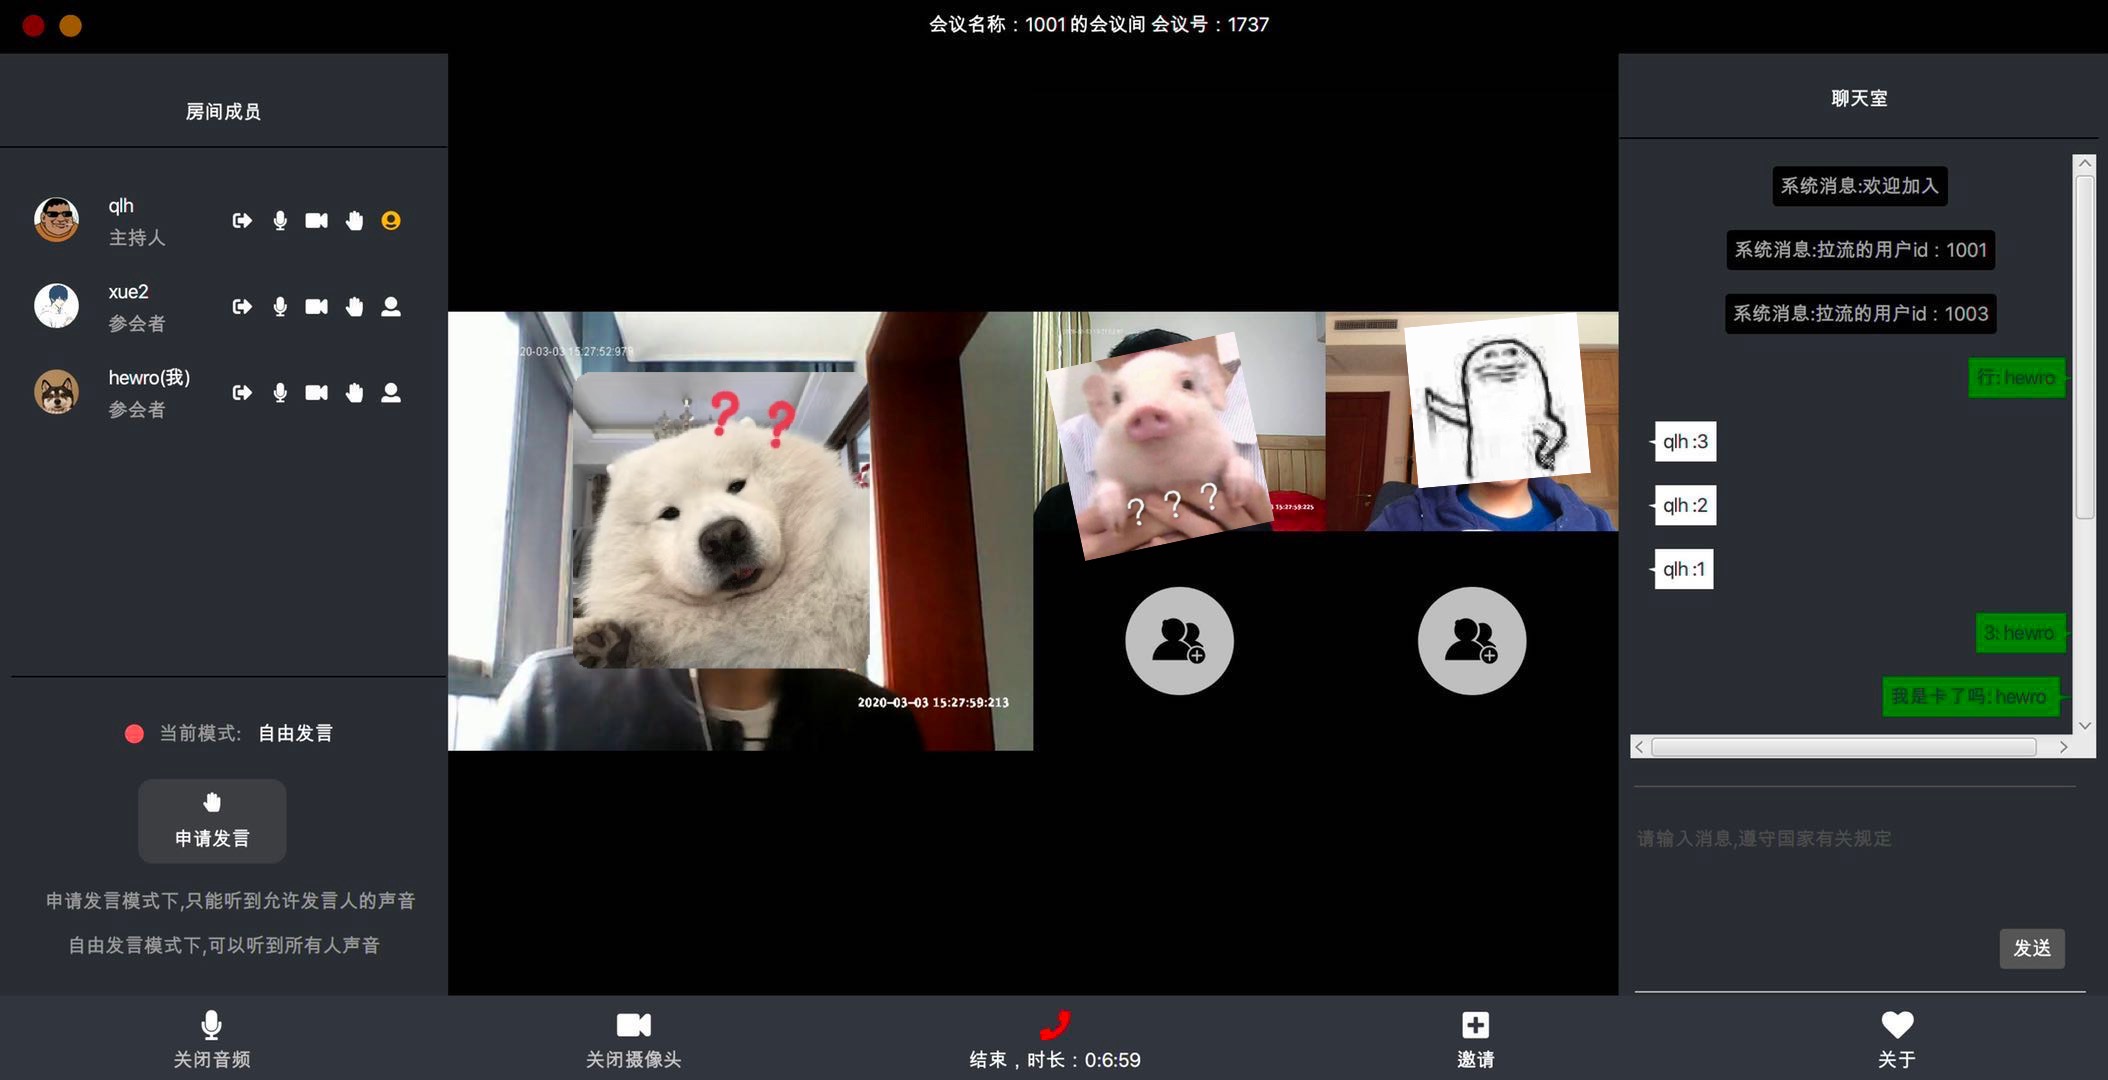 会议名称：1001的会议间 会议号：1737
房间成员
qlh
主持人
xue2
参会者
hewro(我)
参会者
当前模式: 自由发言
申请发言
申请发言模式下,只能听到允许发言人的声音
自由发言模式下,可以听到所有人声音
20-03-03 15:27:52:97
? ?
2020-03-03 15:27:59:213
? ? ?
15:27:59:225
聊天室
系统消息:欢迎加入
系统消息:拉流的用户id：1001
系统消息:拉流的用户id：1003
行: hewro
qlh :3
qlh :2
qlh :1
3: hewro
我是卡了吗: hewro
请输入消息,遵守国家有关规定
发送
关闭音频
关闭摄像头
结束，时长：0:6:59
邀请
关于